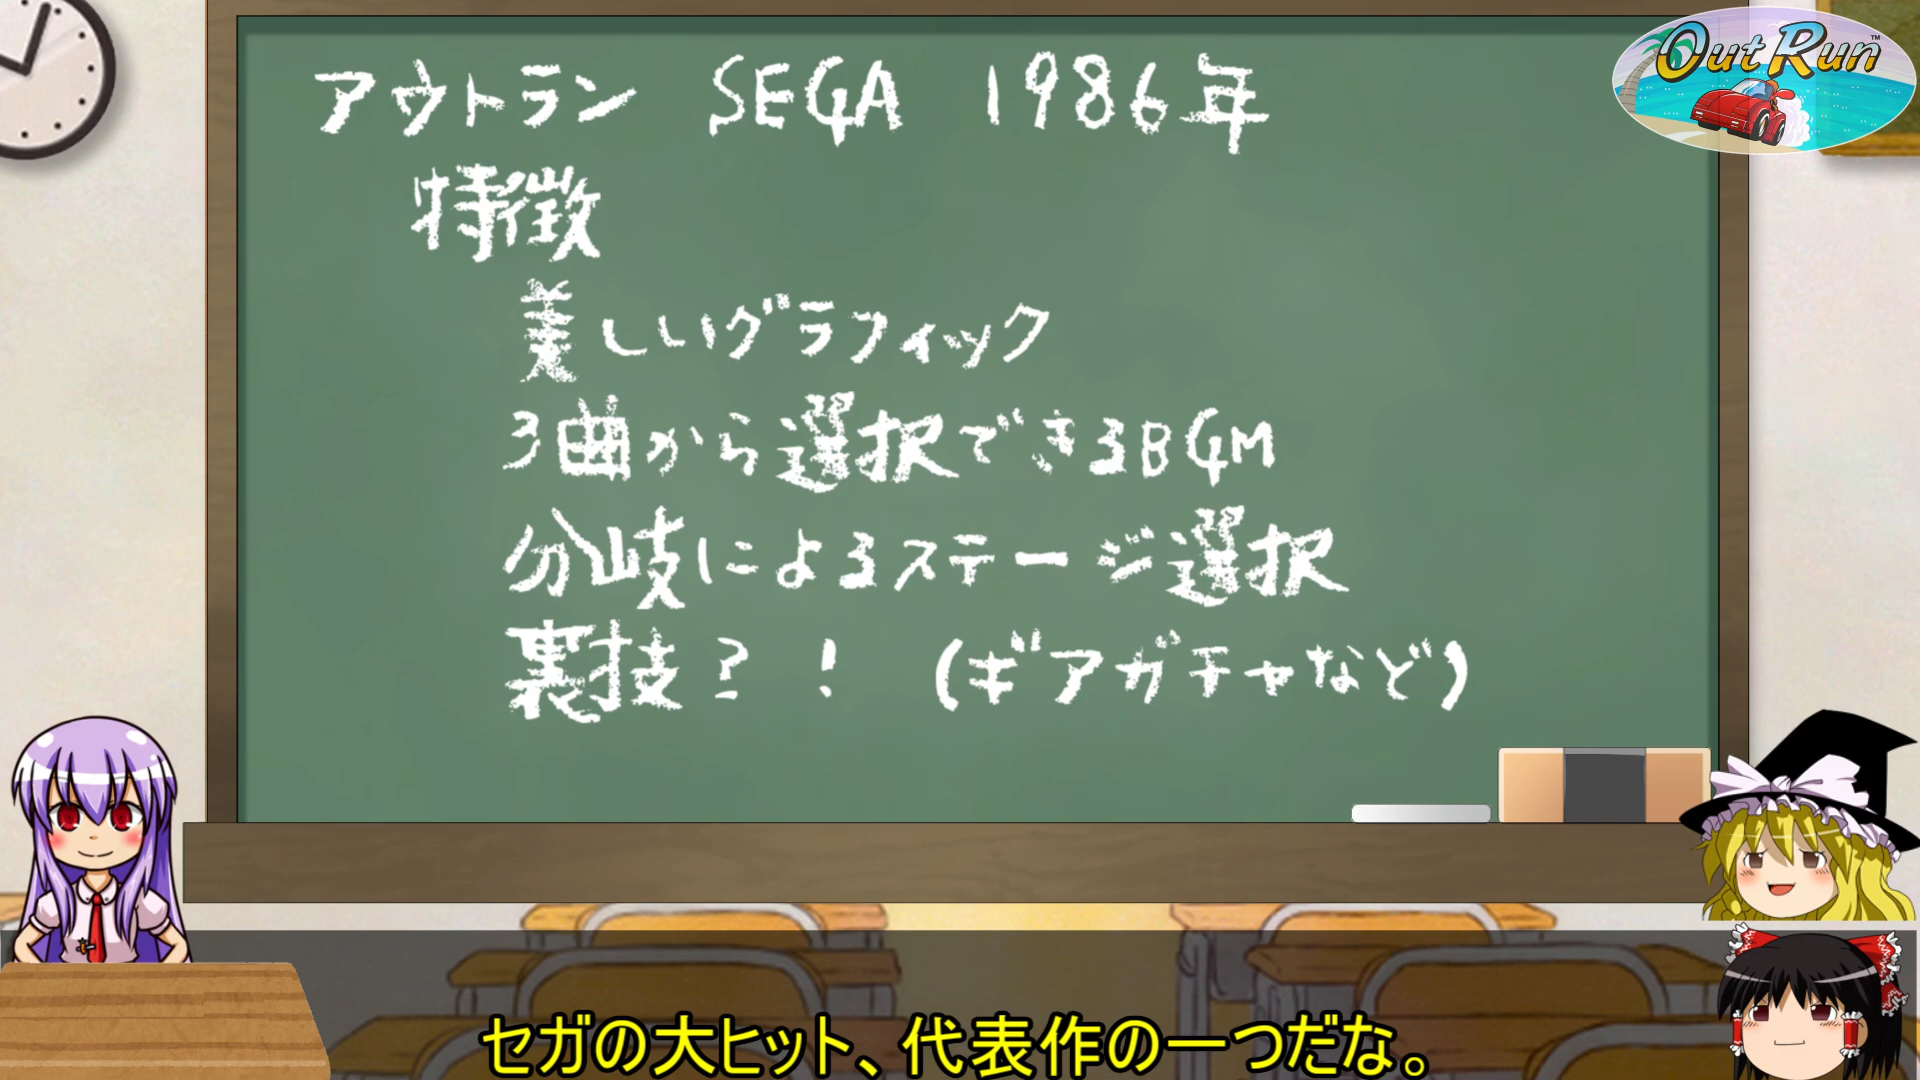 アウトラン SEGA 1986年
OutRun™
特徴
美しいグラフィック
3曲から選択できるBGM
分岐によるステージ選択
裏技?! (ギアガチャなど)
セガの大ヒット、代表作の一つだな。